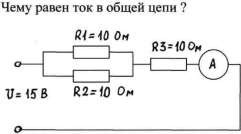 Чему равен ток в общей цепи ?
R1=10 Ом
R3=10 Ом
A
U= 15 В
R2=10 Ом